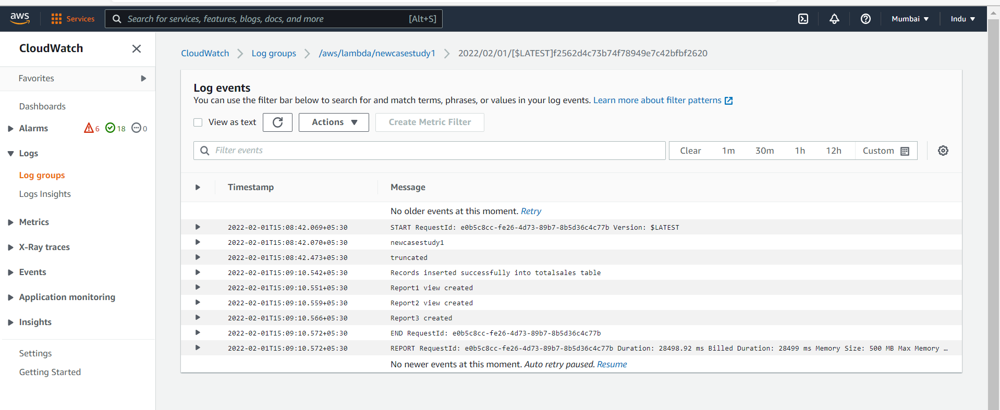 aws Services Search for services, features, blogs, docs, and more [Alt+S] Mumbai Indu
CloudWatch
Favorites
Dashboards
Alarms 6 18 0
Logs
Log groups
Logs Insights
Metrics
X-Ray traces
Events
Application monitoring
Insights
Settings
Getting Started
CloudWatch Log groups /aws/lambda/newcasestudy1 2022/02/01/[$LATEST]f2562d4c73b74f78949e7c42bfbf2620
Log events
You can use the filter bar below to search for and match terms, phrases, or values in your log events. Learn more about filter patterns
View as text Actions Create Metric Filter
Filter events Clear 1m 30m 1h 12h Custom
Timestamp Message
No older events at this moment. Retry
2022-02-01T15:08:42.069+05:30 START RequestId: e0b5c8cc-fe26-4d73-89b7-8b5d36c4c77b Version: $LATEST
2022-02-01T15:08:42.070+05:30 newcasestudy1
2022-02-01T15:08:42.473+05:30 truncated
2022-02-01T15:09:10.542+05:30 Records inserted successfully into totalsales table
2022-02-01T15:09:10.551+05:30 Report1 view created
2022-02-01T15:09:10.559+05:30 Report2 view created
2022-02-01T15:09:10.566+05:30 Report3 created
2022-02-01T15:09:10.572+05:30 END RequestId: e0b5c8cc-fe26-4d73-89b7-8b5d36c4c77b
2022-02-01T15:09:10.572+05:30 REPORT RequestId: e0b5c8cc-fe26-4d73-89b7-8b5d36c4c77b Duration: 28498.92 ms Billed Duration: 28499 ms Memory Size: 500 MB Max Memory …
No newer events at this moment. Auto retry paused. Resume